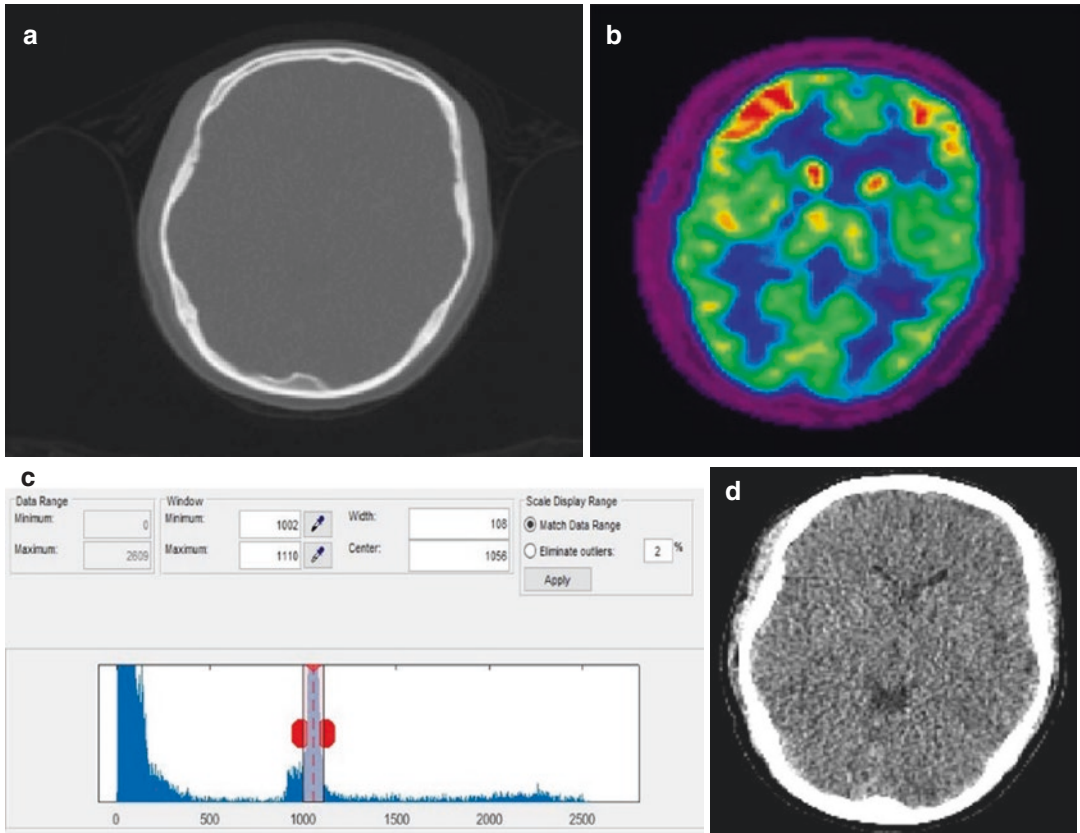 a
b
c
Data Range
Minimum:
0
Maximum:
2609
Window
Minimum:
1002
Maximum:
1110
Width:
108
Center:
1056
Scale Display Range
Match Data Range
Eliminate outliers:
2
%
Apply
0
500
1000
1500
2000
2500
d